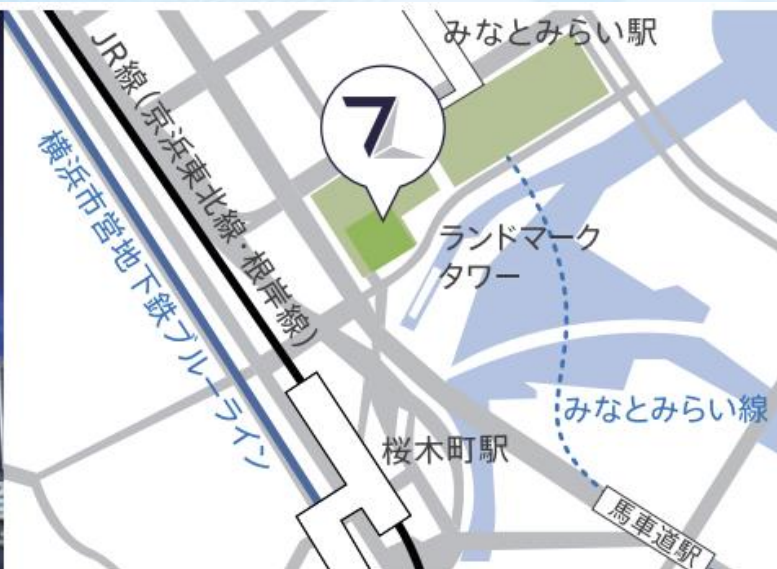 みなとみらい駅
JR線(京浜東北線・根岸線)
横浜市営地下鉄ブルーライン
7
ランドマーク
タワー
みなとみらい線
桜木町駅
馬車道駅